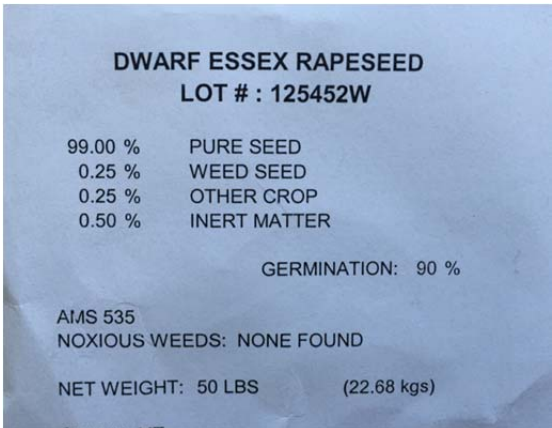 DWARF ESSEX RAPESEED
LOT # : 125452W
99.00 % PURE SEED
0.25 % WEED SEED
0.25 % OTHER CROP
0.50 % INERT MATTER
GERMINATION: 90 %
AMS 535
NOXIOUS WEEDS: NONE FOUND
NET WEIGHT: 50 LBS (22.68 kgs)